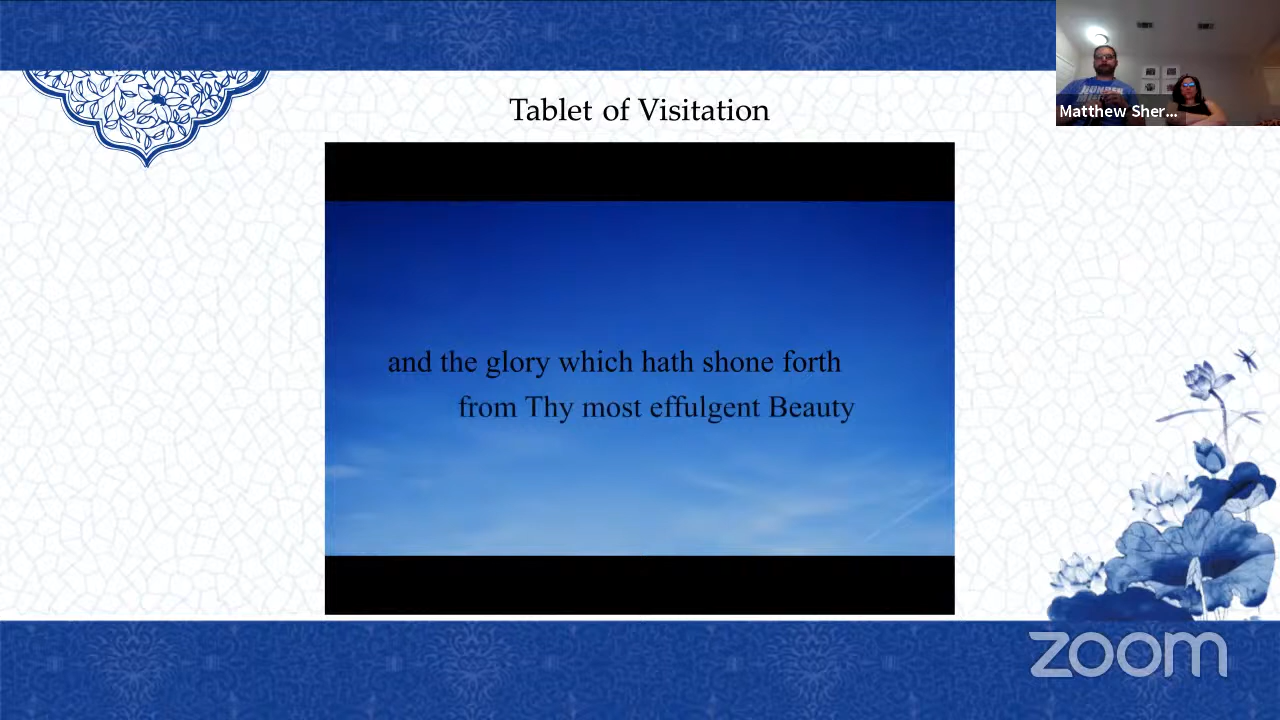 Tablet of Visitation
Matthew Sher...
and the glory which hath shone forth
from Thy most effulgent Beauty
zoom